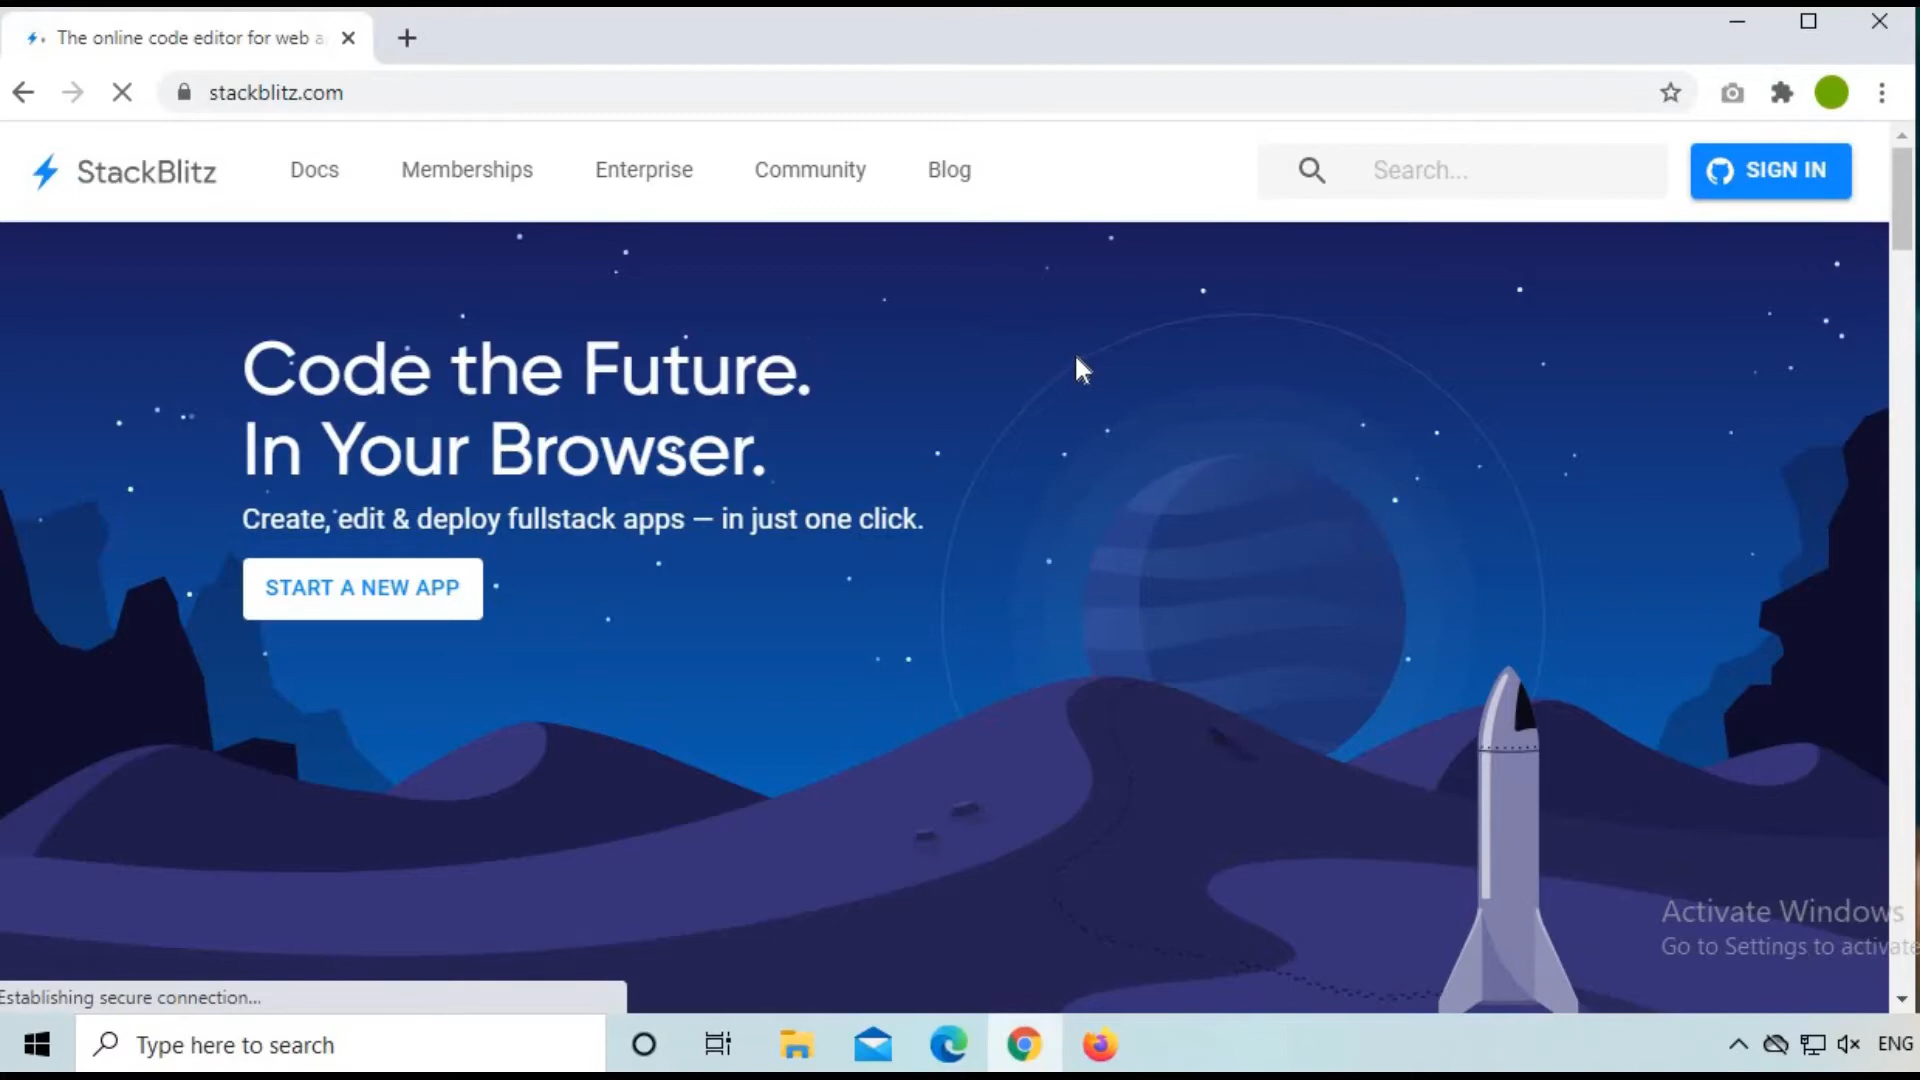 The online code editor for web a
stackblitz.com
StackBlitz
Docs
Memberships
Enterprise
Community
Blog
Search...
SIGN IN
Code the Future.
In Your Browser.
Create, edit & deploy fullstack apps — in just one click.
START A NEW APP
Activate Windows
Go to Settings to activate
Establishing secure connection...
Type here to search
ENG